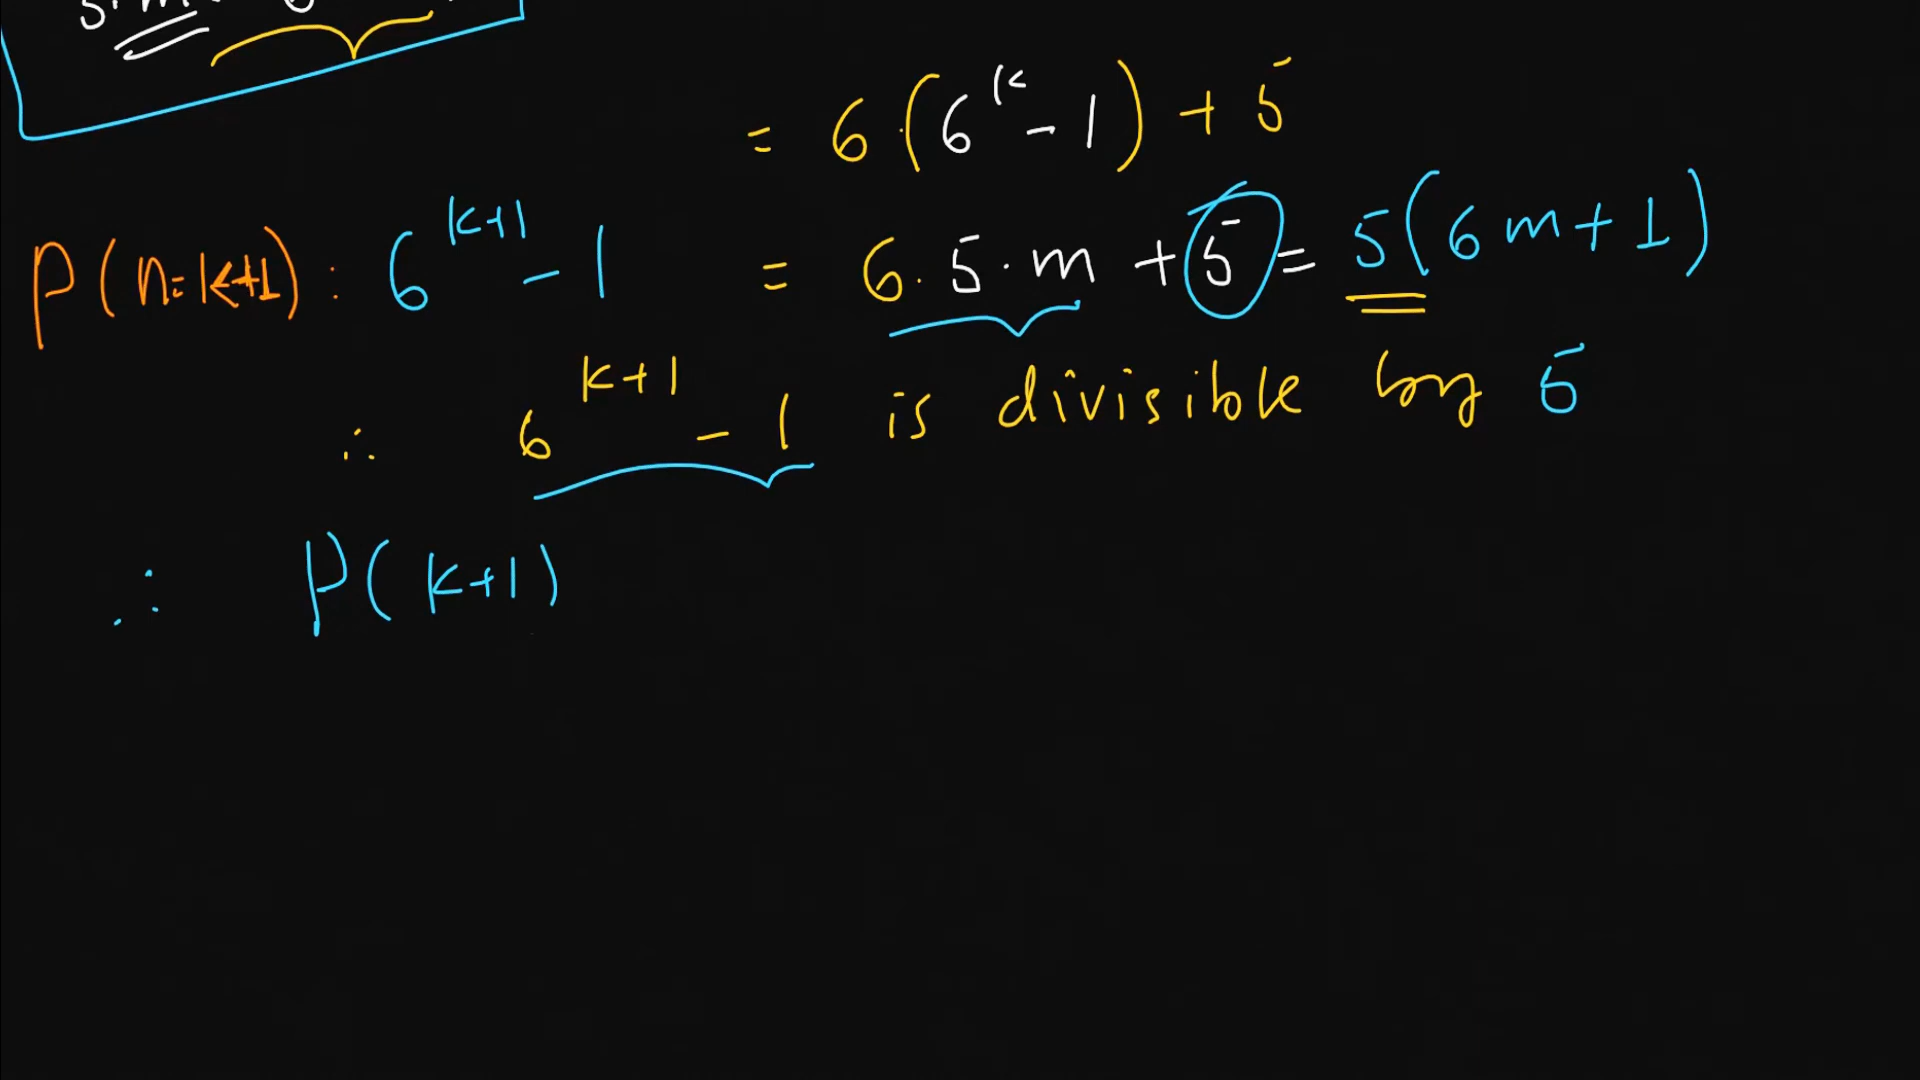 = 6·(6^k - 1) + 5
P(n=k+1): 6^{k+1} - 1 = 6·5·m + 5 = 5(6m+1)
∴ 6^{k+1} - 1 is divisible by 5
∴ P(k+1)